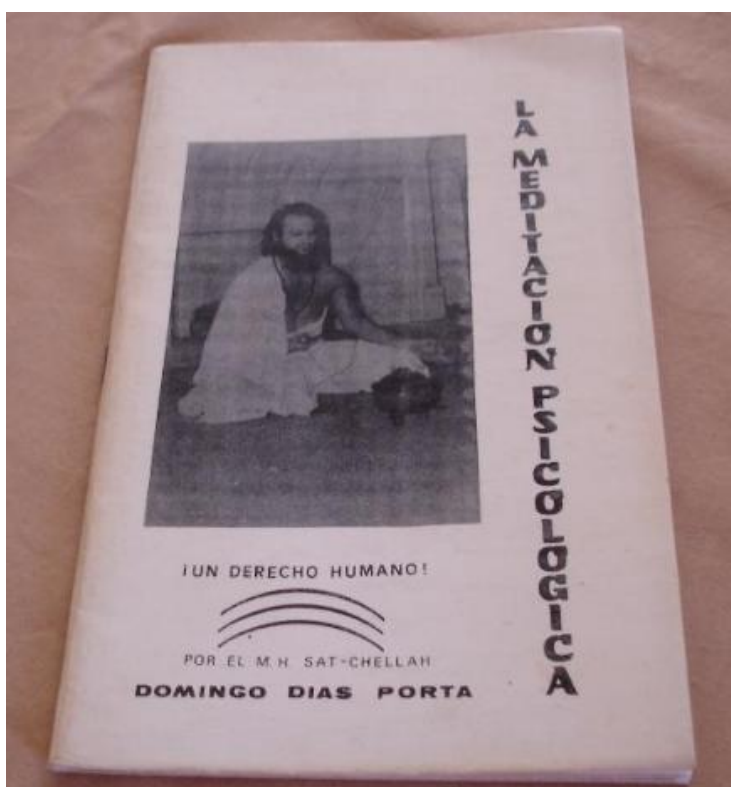 LA MEDITACION PSICOLOGICA
¡UN DERECHO HUMANO!
POR EL M.H. SAT-CHELLAH
DOMINGO DIAS PORTA